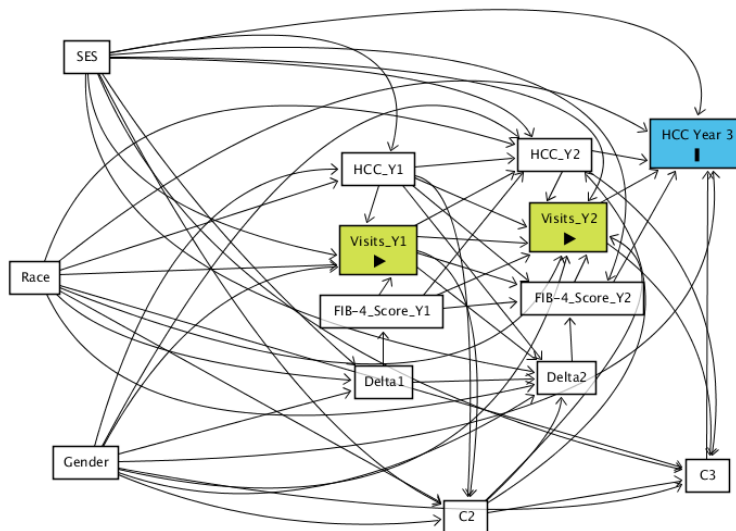 SES
HCC Year 3
HCC_Y2
HCC_Y1
Visits_Y2
Visits_Y1
Race
FIB-4_Score_Y2
FIB-4_Score_Y1
Delta2
Delta1
Gender
C3
C2